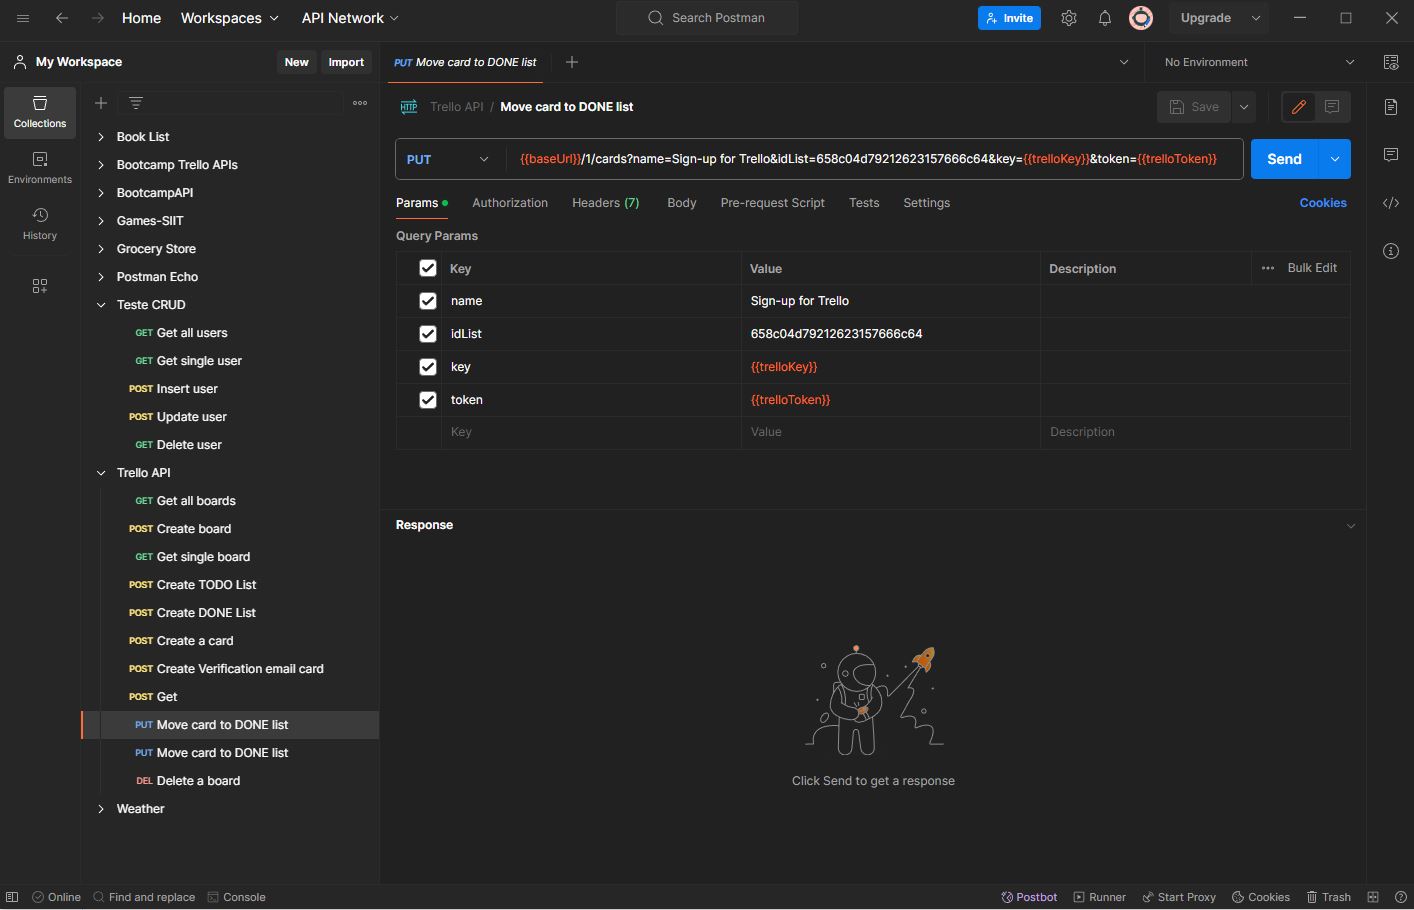 Home Workspaces API Network Search Postman Invite Upgrade
My Workspace New Import PUT Move card to DONE list No Environment
Collections
Environments
History
Book List
Bootcamp Trello APIs
BootcampAPI
Games-SIIT
Grocery Store
Postman Echo
Teste CRUD
GET Get all users
GET Get single user
POST Insert user
POST Update user
GET Delete user
Trello API
GET Get all boards
POST Create board
GET Get single board
POST Create TODO List
POST Create DONE List
POST Create a card
POST Create Verification email card
POST Get
PUT Move card to DONE list
PUT Move card to DONE list
DEL Delete a board
Weather
HTTP Trello API / Move card to DONE list Save
PUT {{baseUrl}}/1/cards?name=Sign-up for Trello&idList=658c04d79212623157666c64&key={{trelloKey}}&token={{trelloToken}} Send
Params Authorization Headers (7) Body Pre-request Script Tests Settings Cookies
Query Params
Key Value Description Bulk Edit
name Sign-up for Trello
idList 658c04d79212623157666c64
key {{trelloKey}}
token {{trelloToken}}
Key Value Description
Response
Click Send to get a response
Online Find and replace Console Postbot Runner Start Proxy Cookies Trash